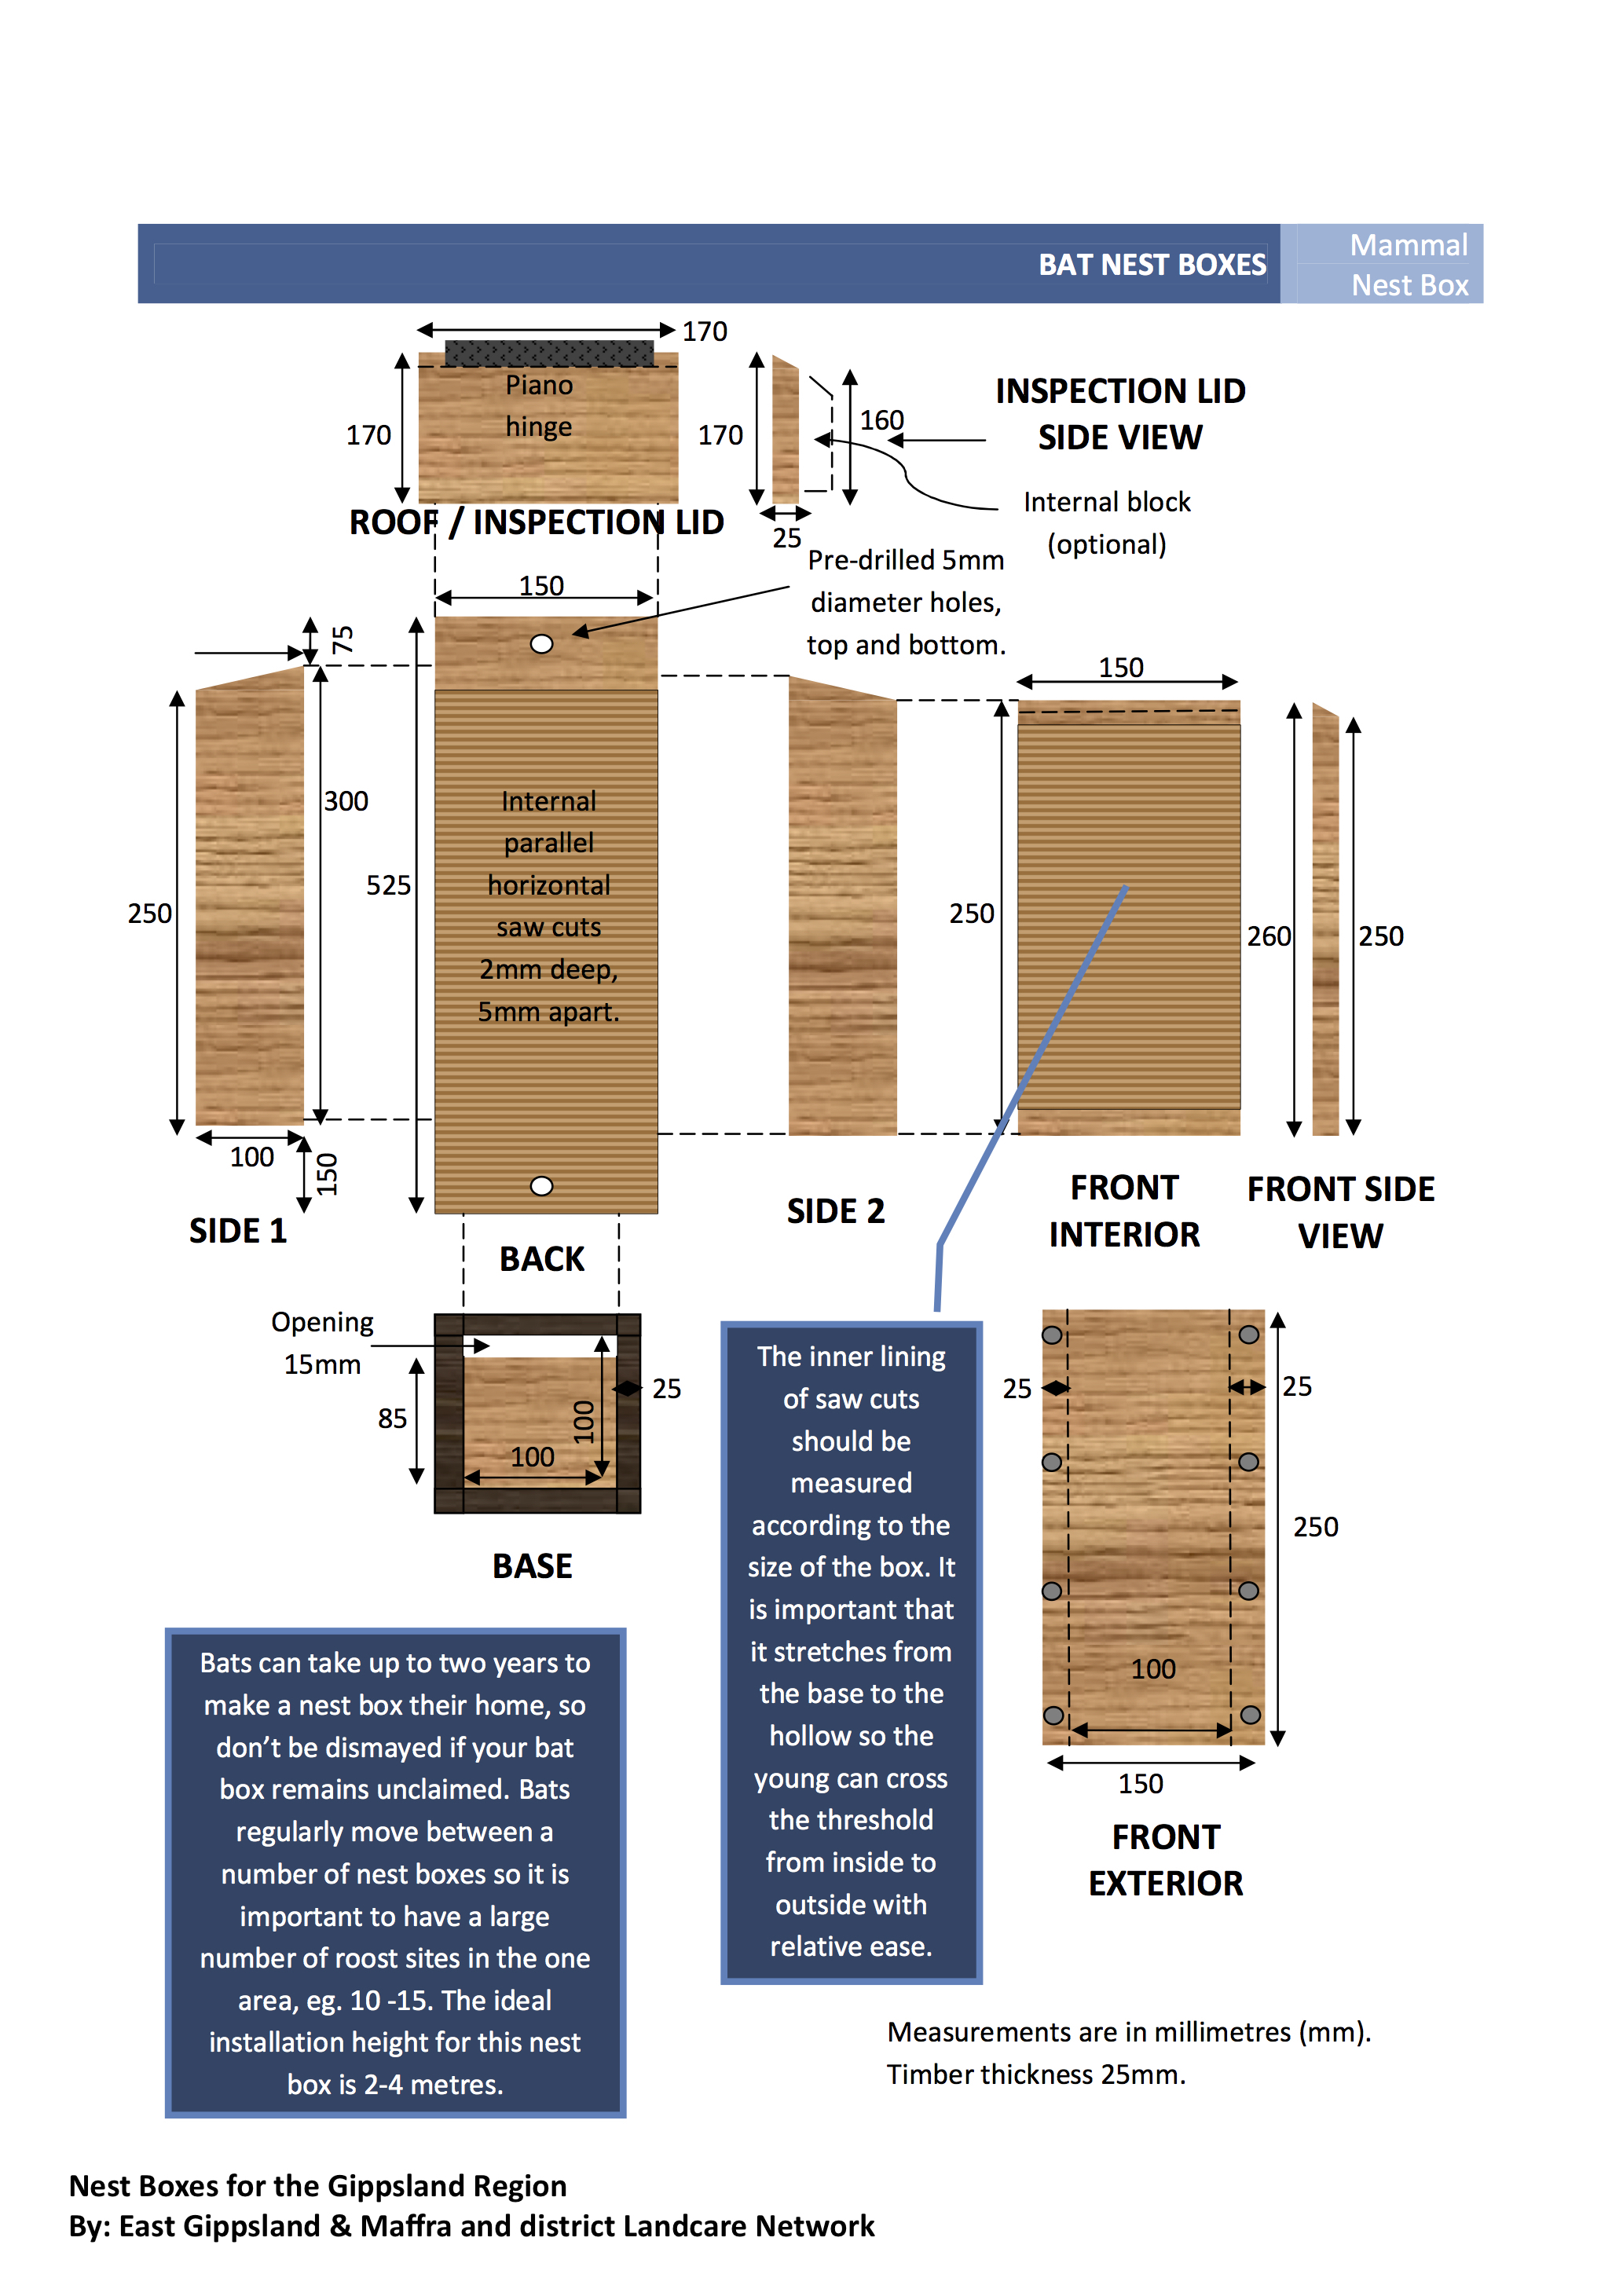 BAT NEST BOXES
Mammal
Nest Box
170
Piano
hinge
170
170
160
25
INSPECTION LID
SIDE VIEW
Internal block
(optional)
ROOF / INSPECTION LID
Pre-drilled 5mm
diameter holes,
top and bottom.
150
75
150
Internal
parallel
horizontal
saw cuts
2mm deep,
5mm apart.
300
525
250
250
260
250
100
150
SIDE 1
BACK
SIDE 2
FRONT
INTERIOR
FRONT SIDE
VIEW
Opening
15mm
85
100
100
25
BASE
The inner lining
of saw cuts
should be
measured
according to the
size of the box. It
is important that
it stretches from
the base to the
hollow so the
young can cross
the threshold
from inside to
outside with
relative ease.
25
25
250
100
150
FRONT
EXTERIOR
Bats can take up to two years to
make a nest box their home, so
don’t be dismayed if your bat
box remains unclaimed. Bats
regularly move between a
number of nest boxes so it is
important to have a large
number of roost sites in the one
area, eg. 10 -15. The ideal
installation height for this nest
box is 2-4 metres.
Measurements are in millimetres (mm).
Timber thickness 25mm.
Nest Boxes for the Gippsland Region
By: East Gippsland & Maffra and district Landcare Network